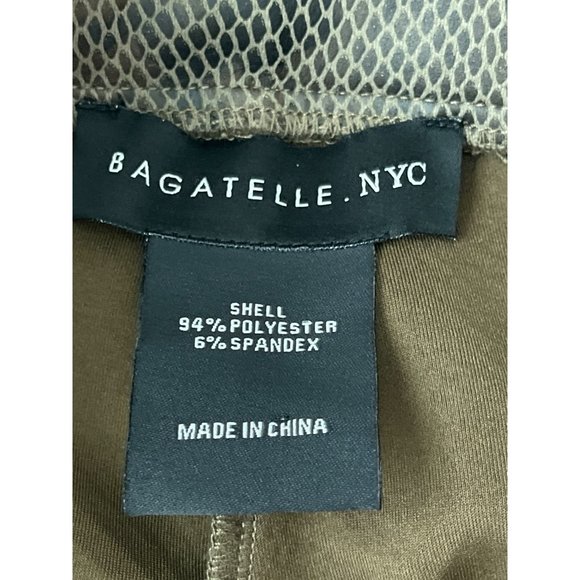 BAGATELLE.NYC
SHELL
94% POLYESTER
6% SPANDEX
MADE IN CHINA